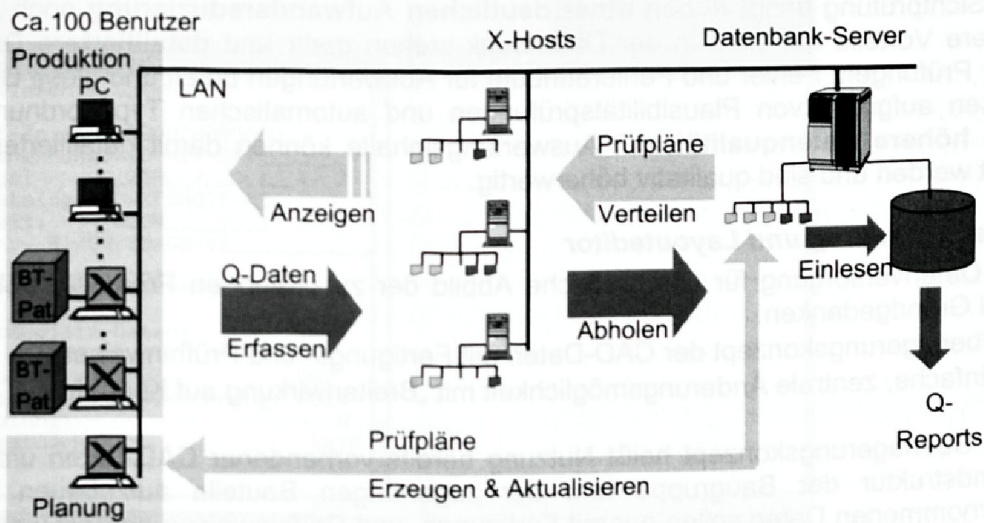 Ca.100 Benutzer
X-Hosts
Datenbank-Server
Produktion
PC
LAN
Prüfpläne
Anzeigen
Verteilen
BT-
Pat
Q-Daten
Einlesen
Erfassen
Abholen
BT-
Pat
Q-
Reports
Prüfpläne
Erzeugen & Aktualisieren
Planung